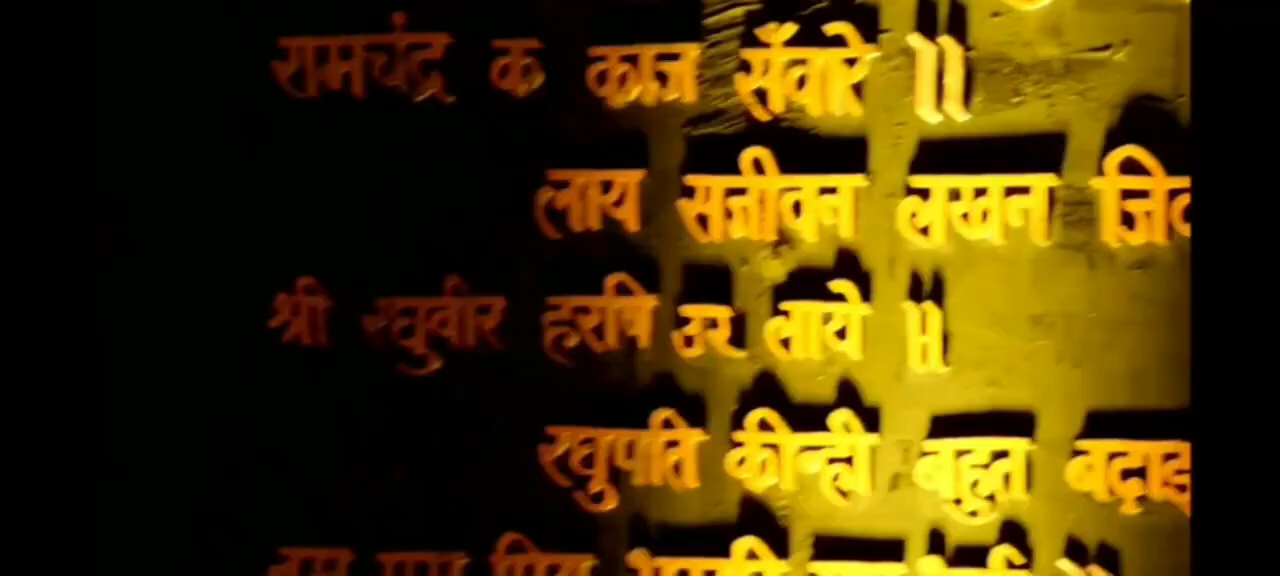 रामचंद्र क काज सँवारे ॥
लाय सजीवन लखन
श्री रघुवीर हरषि उर लाये ॥
रघुपति कीन्ही बहुत